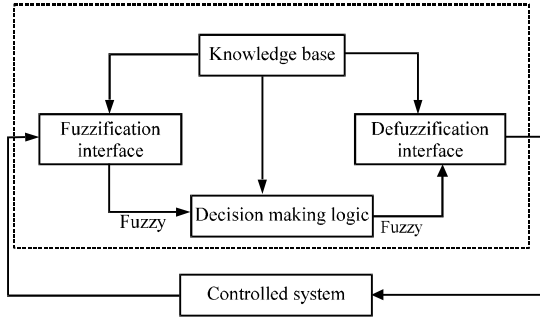 Knowledge base
Fuzzification
interface
Defuzzification
interface
Fuzzy
Decision making logic
Fuzzy
Controlled system